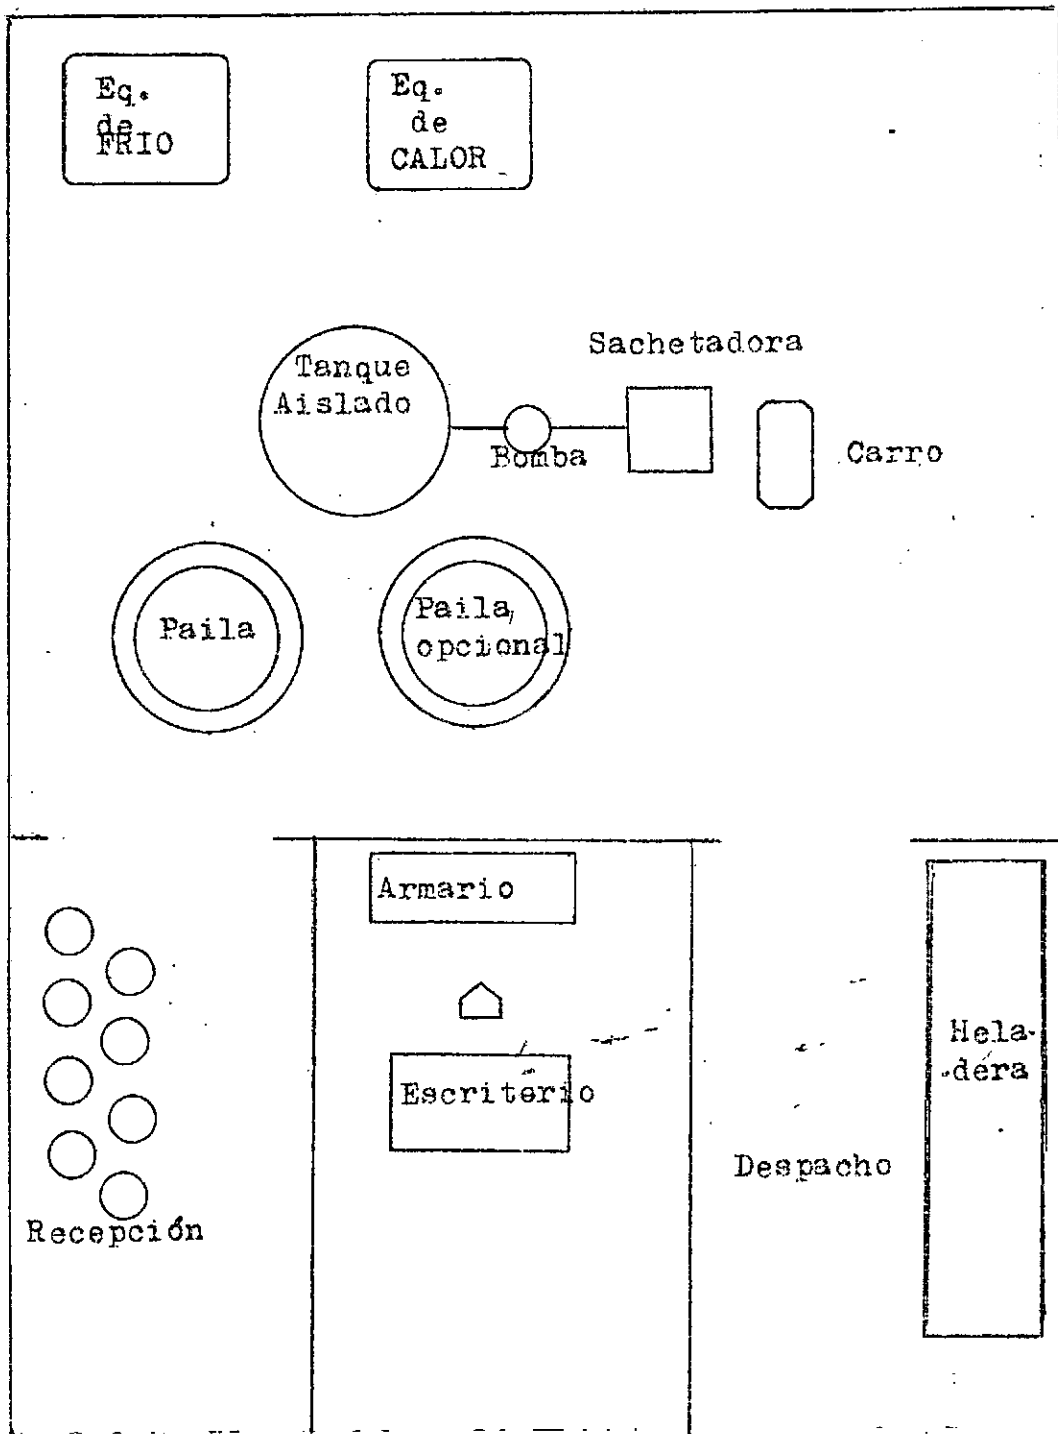 Eq.
de
FRIO
Eq.
de
CALOR
Sachetadora
Tanque
Aislado
Bomba
Carro
Paila
Paila
opcional
Armario
Hela-
dera
Escritorio
Despacho
Recepción